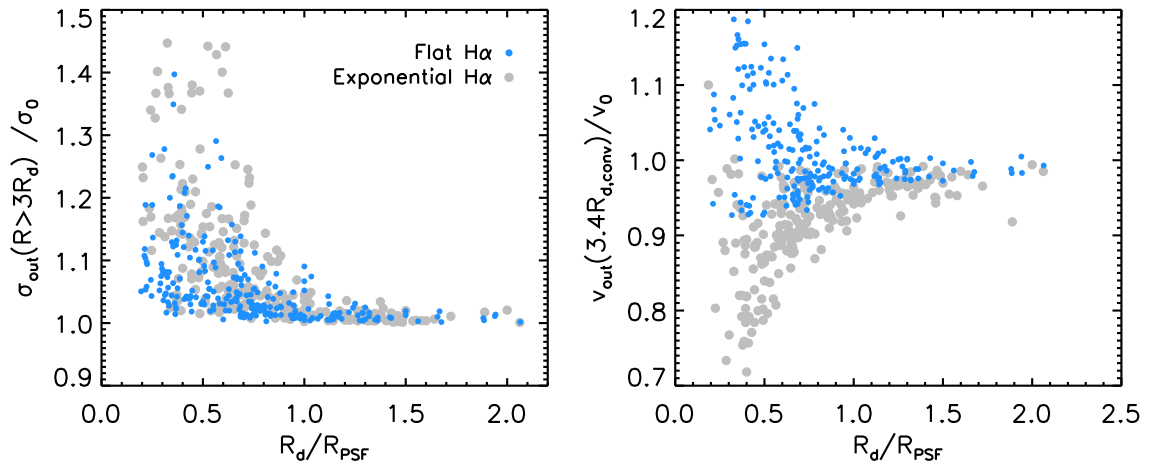 1.5
1.4
1.3
1.2
1.1
1.0
0.9
σout(R>3Rd) /σ0
Flat Hα
Exponential Hα
0.0 0.5 1.0 1.5 2.0
Rd/RPSF
1.2
1.1
1.0
0.9
0.8
0.7
vout(3.4Rd,conv)/v0
0.0 0.5 1.0 1.5 2.0 2.5
Rd/RPSF